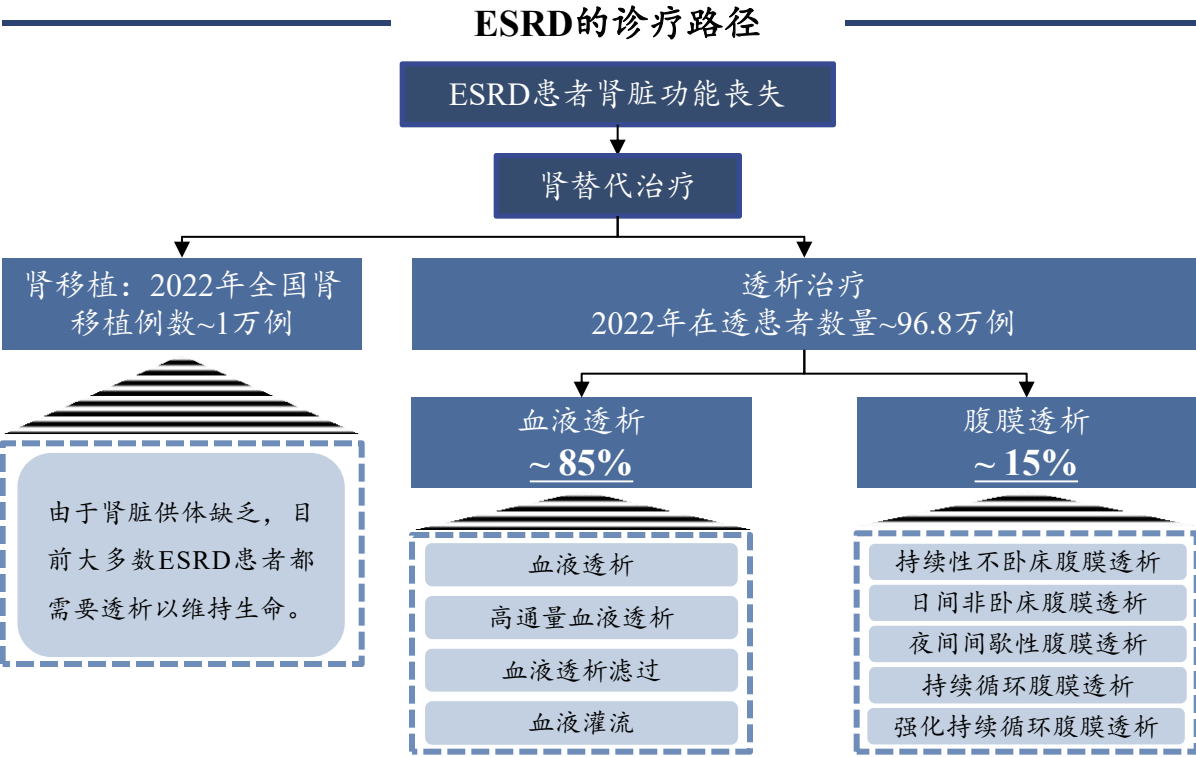 ESRD的诊疗路径
ESRD患者肾脏功能丧失
肾替代治疗
肾移植：2022年全国肾
移植例数~1万例
透析治疗
2022年在透患者数量~96.8万例
血液透析
~ 85%
腹膜透析
~ 15%
由于肾脏供体缺乏，目
前大多数ESRD患者都
需要透析以维持生命。
血液透析
高通量血液透析
血液透析滤过
血液灌流
持续性不卧床腹膜透析
日间非卧床腹膜透析
夜间间歇性腹膜透析
持续循环腹膜透析
强化持续循环腹膜透析